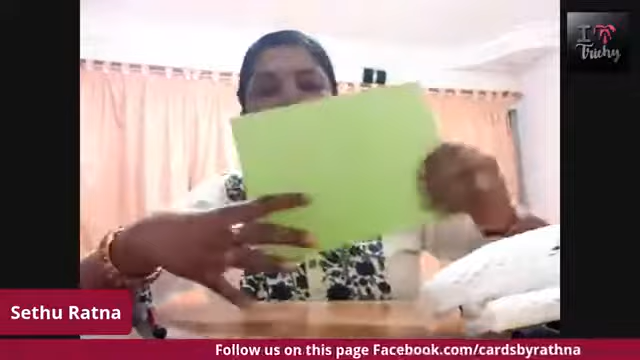 I
Trichy
Sethu Ratna
Follow us on this page Facebook.com/cardsbyrathna